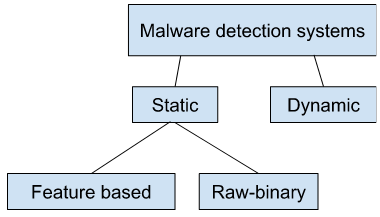 Malware detection systems
Static
Dynamic
Feature based
Raw-binary